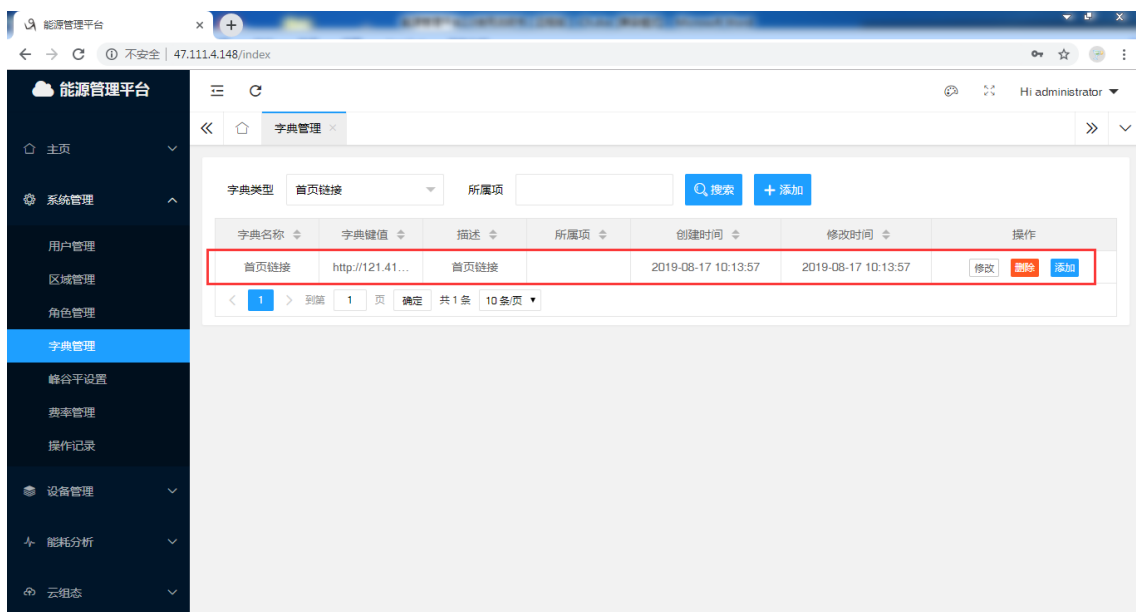 能源管理平台
不安全 | 47.111.4.148/index
能源管理平台
Hi administrator
字典管理
主页
系统管理
用户管理
区域管理
角色管理
字典管理
峰谷平设置
费率管理
操作记录
设备管理
能耗分析
云组态
字典类型 首页链接 所属项 搜索 添加
字典名称 字典键值 描述 所属项 创建时间 修改时间 操作
首页链接 http://121.41... 首页链接 2019-08-17 10:13:57 2019-08-17 10:13:57 修改 删除 添加
1 到第 1 页 确定 共1条 10条/页